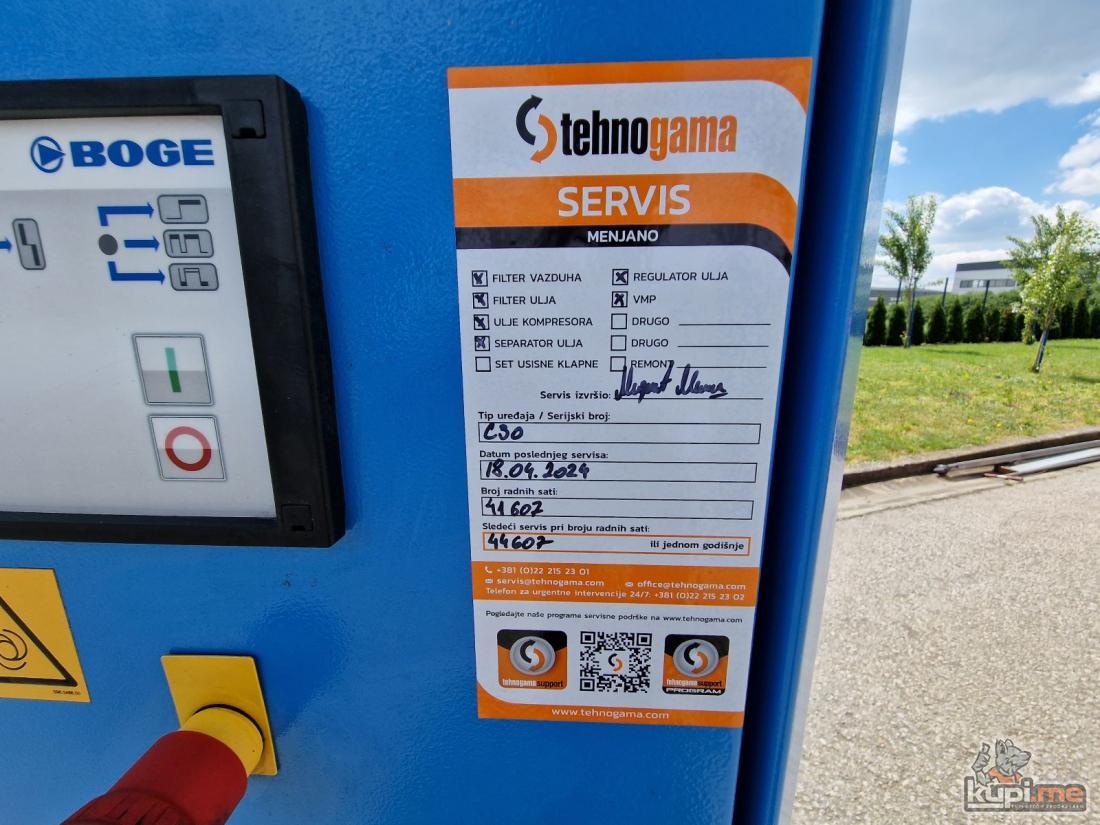 BOGE
tehnogama
SERVIS
MENJANO
FILTER VAZDUHA
REGULATOR ULJA
FILTER ULJA
VMP
ULJE KOMPRESORA
DRUGO
SEPARATOR ULJA
DRUGO
SET USISNE KLAPNE
REMONT
Servis izvršio:
Tip uređaja / Serijski broj:
C30
Datum poslednjeg servisa:
18.04.2024
Broj radnih sati:
41607
Sledeći servis pri broju radnih sati:
44607 ili jednom godišnje
+381 (0)22 215 23 01
servis@tehnogama.com office@tehnogama.com
Telefon za urgentne intervencije 24/7: +381 (0)22 215 23 02
Pogledajte naše programe servisne podrške na www.tehnogama.com
tehnogama support
tehnogama support
PROGRAM
www.tehnogama.com
kupi.me